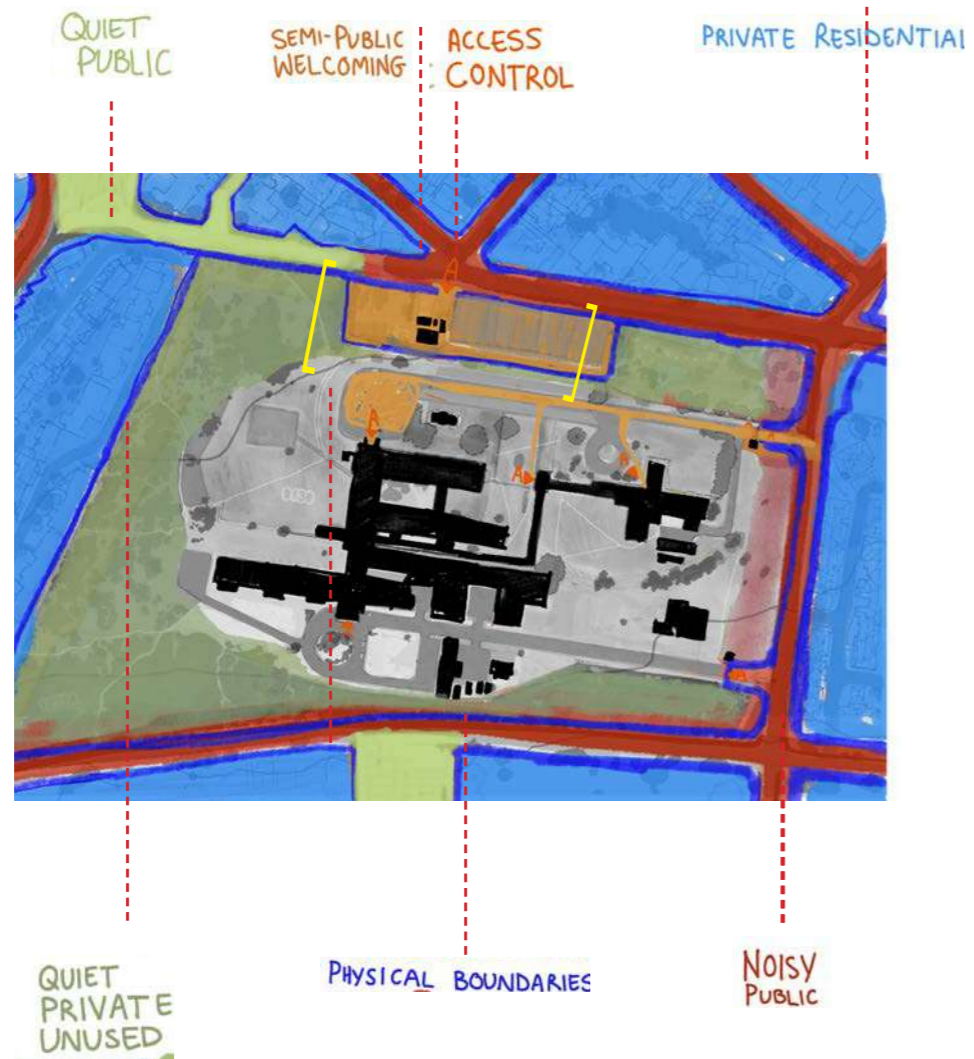 QUIET
PUBLIC
SEMI-PUBLIC
WELCOMING
ACCESS
CONTROL
PRIVATE RESIDENTIAL
A
A
A
A
A
QUIET
PRIVATE
UNUSED
PHYSICAL BOUNDARIES
NOISY
PUBLIC